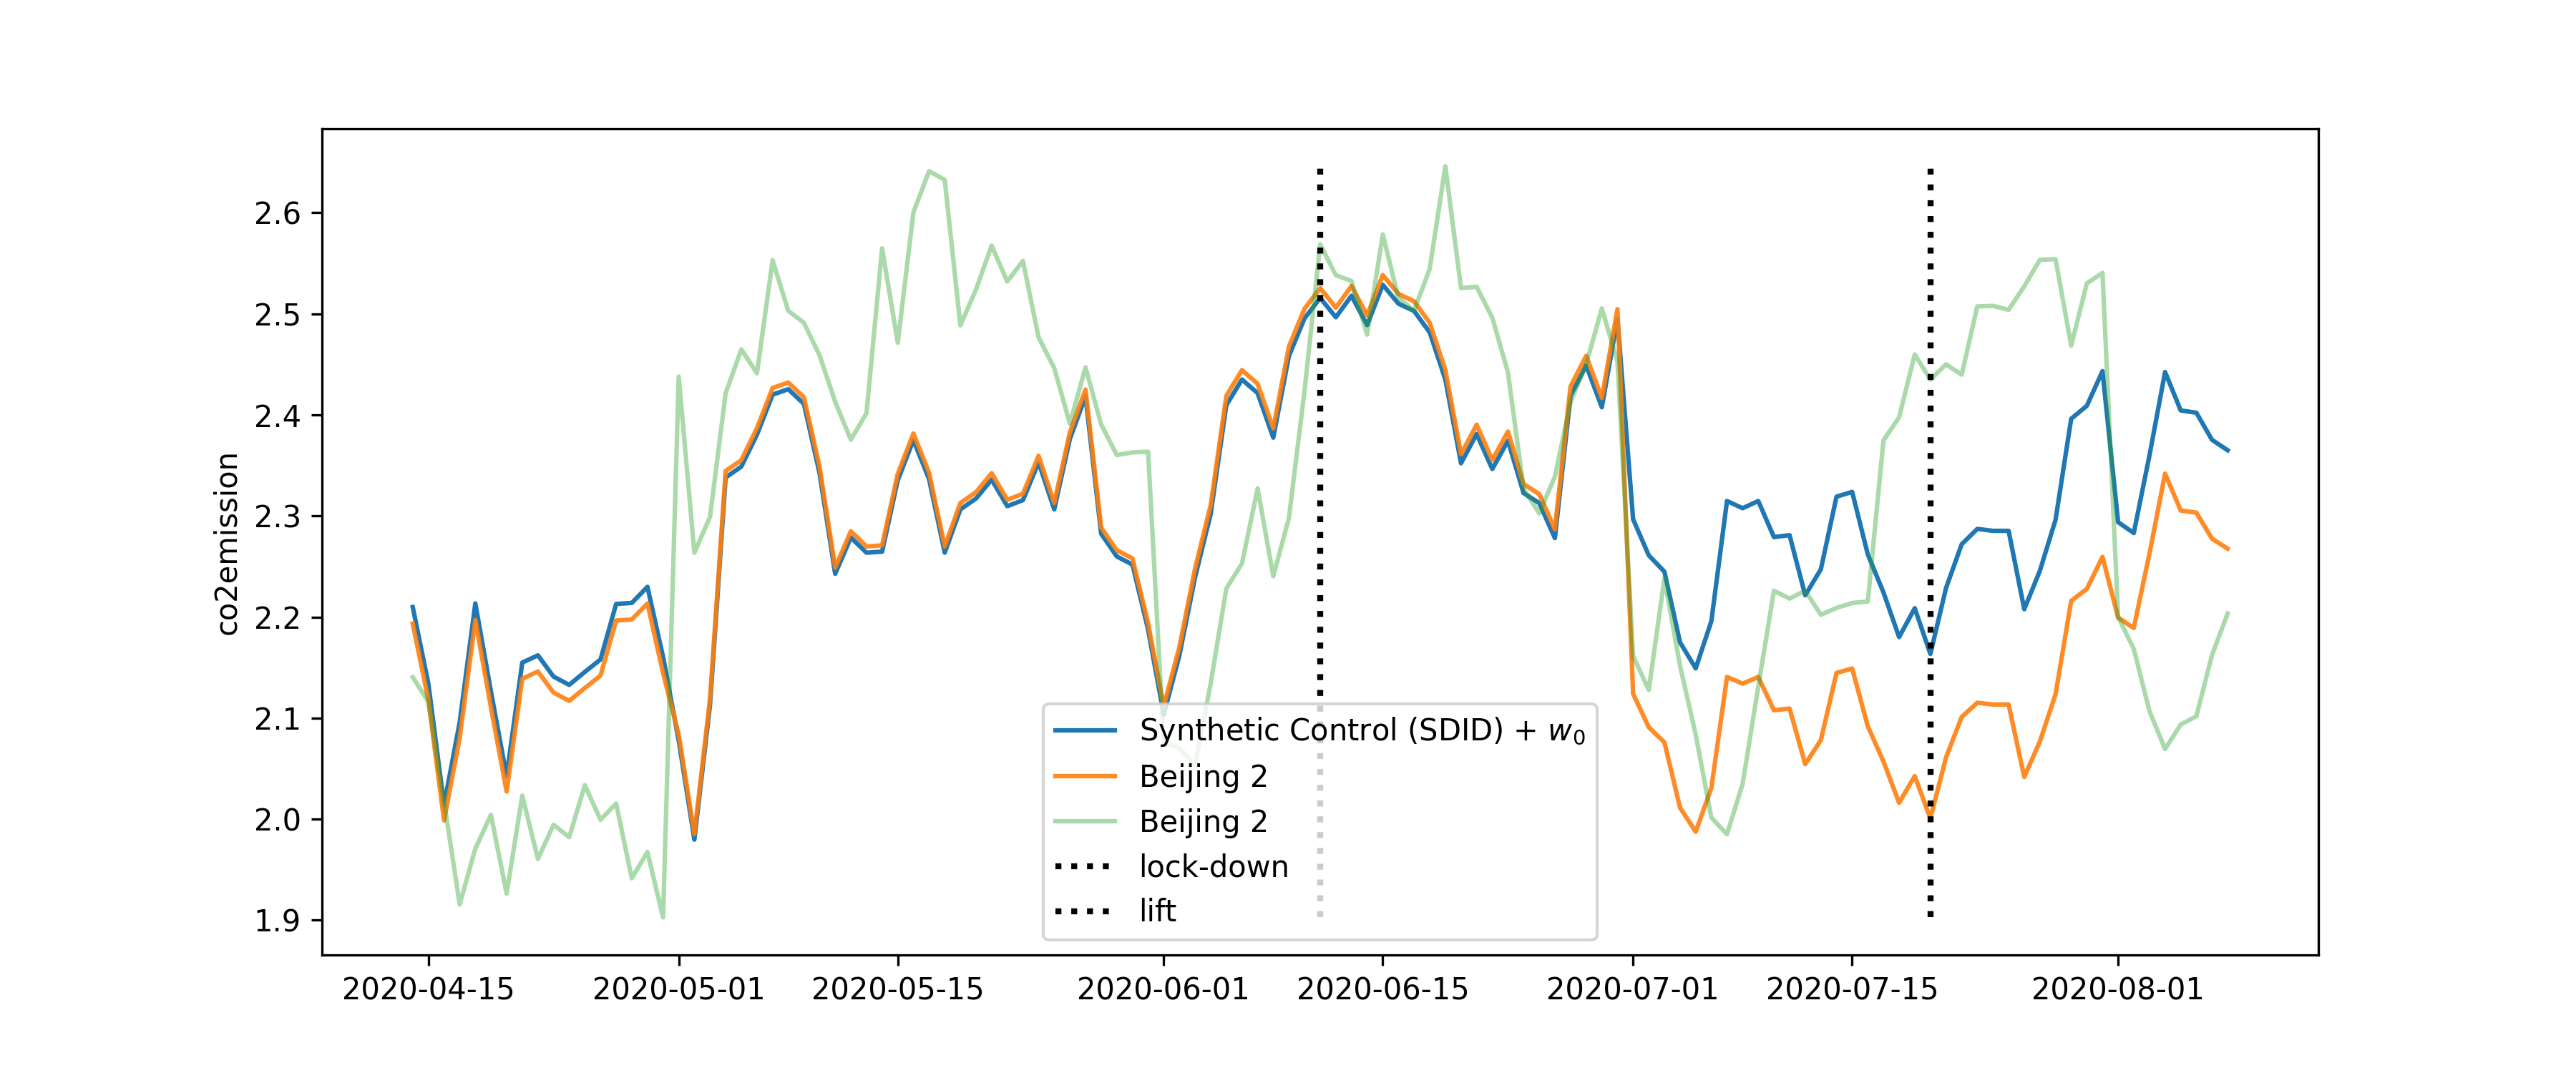 co2emission
2.6
2.5
2.4
2.3
2.2
2.1
2.0
1.9
Synthetic Control (SDID) + w₀
Beijing 2
Beijing 2
lock-down
lift
2020-04-15 2020-05-01 2020-05-15 2020-06-01 2020-06-15 2020-07-01 2020-07-15 2020-08-01